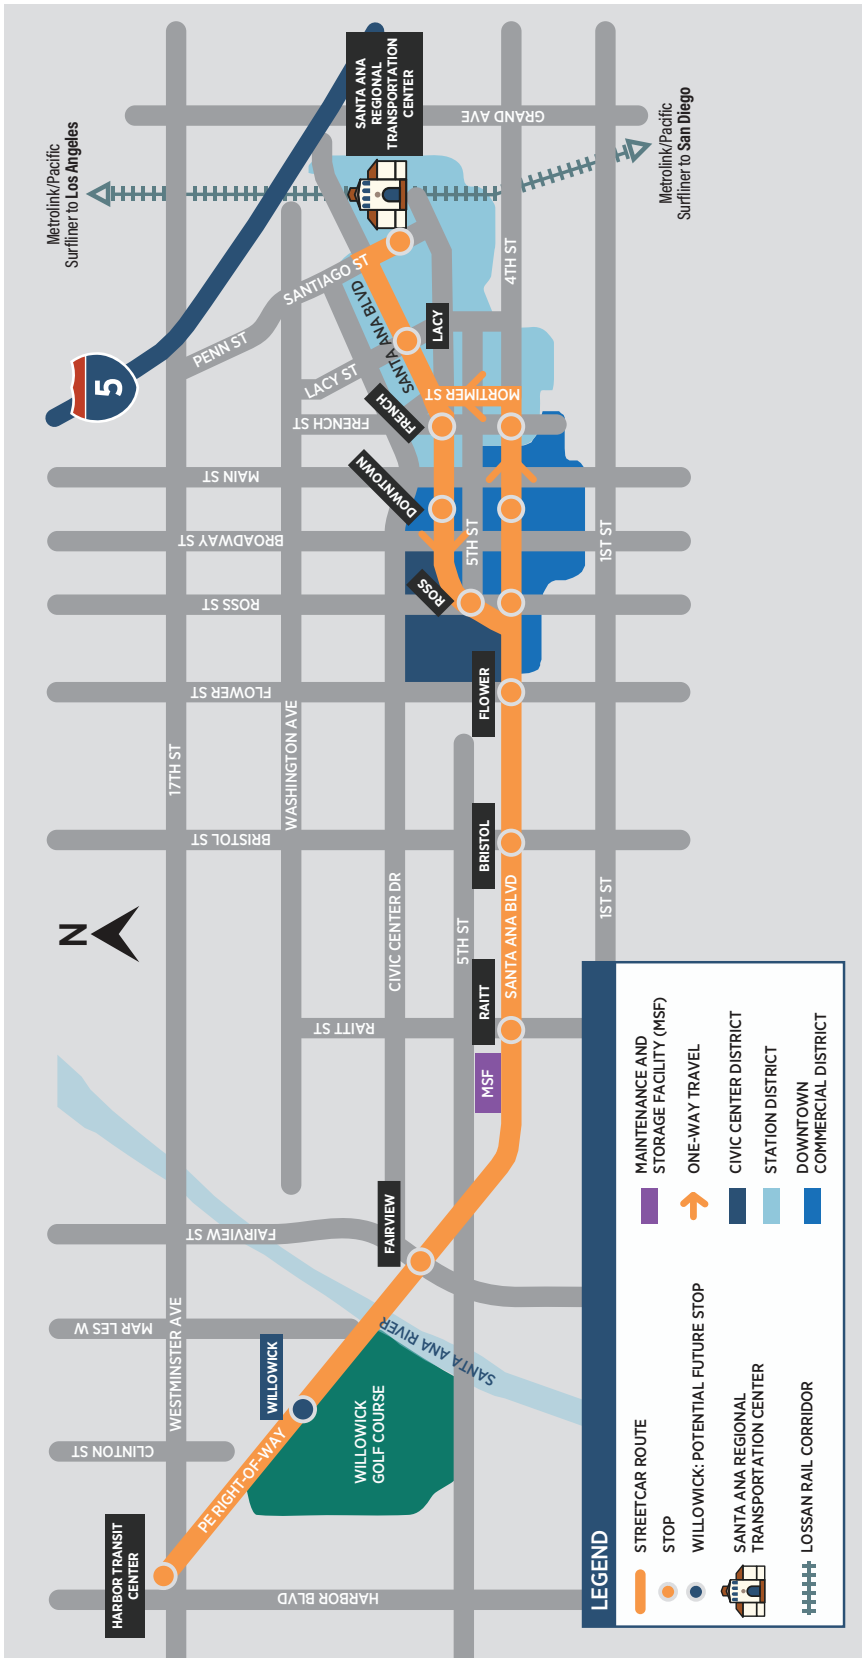 Metrolink/Pacific
Surfliner to Los Angeles
SANTA ANA
REGIONAL
TRANSPORTATION
CENTER
GRAND AVE
Metrolink/Pacific
Surfliner to San Diego
5
PENN ST
SANTIAGO ST
SANTA ANA BLVD
SANTA ANA BLVD
4TH ST
LACY
LACY ST
MORTIMER ST
FRENCH
FRENCH ST
DOWNTOWN
MAIN ST
BROADWAY ST
5TH ST
1ST ST
ROSS
ROSS ST
FLOWER
FLOWER ST
17TH ST
WASHINGTON AVE
BRISTOL
BRISTOL ST
N
CIVIC CENTER DR
5TH ST
SANTA ANA BLVD
1ST ST
RAITT
RAITT ST
MSF
FAIRVIEW
FAIRVIEW ST
MAR LES W
WESTMINSTER AVE
SANTA ANA RIVER
WILLOWICK
WILLOWICK
GOLF COURSE
CLINTON ST
PE RIGHT-OF-WAY
HARBOR TRANSIT
CENTER
HARBOR BLVD
LEGEND
STREETCAR ROUTE
STOP
WILLOWICK: POTENTIAL FUTURE STOP
SANTA ANA REGIONAL
TRANSPORTATION CENTER
LOSSAN RAIL CORRIDOR
MAINTENANCE AND
STORAGE FACILITY (MSF)
ONE-WAY TRAVEL
CIVIC CENTER DISTRICT
STATION DISTRICT
DOWNTOWN
COMMERCIAL DISTRICT